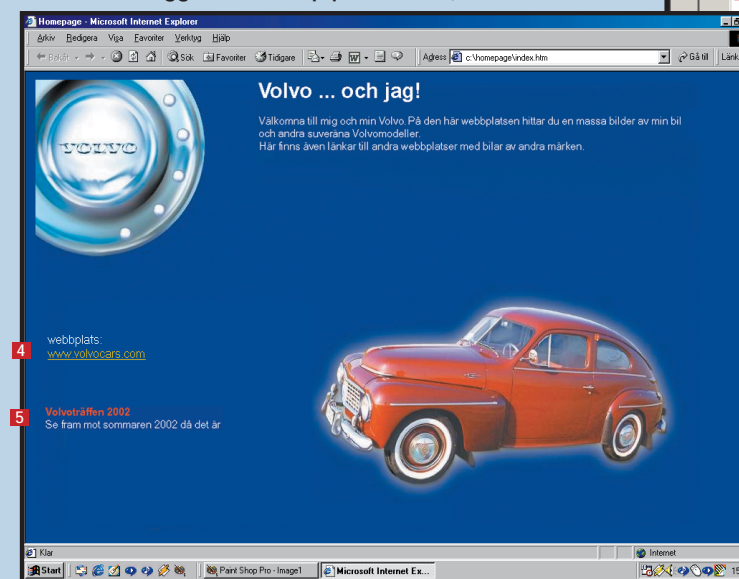 Homepage - Microsoft Internet Explorer
Arkiv Redigera Visa Favoriter Verktyg Hjälp
Bakåt Sök Favoriter Tidigare Adress c:\homepage\index.htm Gå till Länk
VOLVO
Volvo ... och jag!
Välkomna till mig och min Volvo. På den här webbplatsen hittar du en massa bilder av min bil
och andra suveräna Volvomodeller.
Här finns även länkar till andra webbplatser med bilar av andra märken.
webbplats:
4 www.volvocars.com
5 Volvoträffen 2002
Se fram mot sommaren 2002 då det är
Klar Internet
Start Paint Shop Pro - Image1 Microsoft Internet Ex... 15